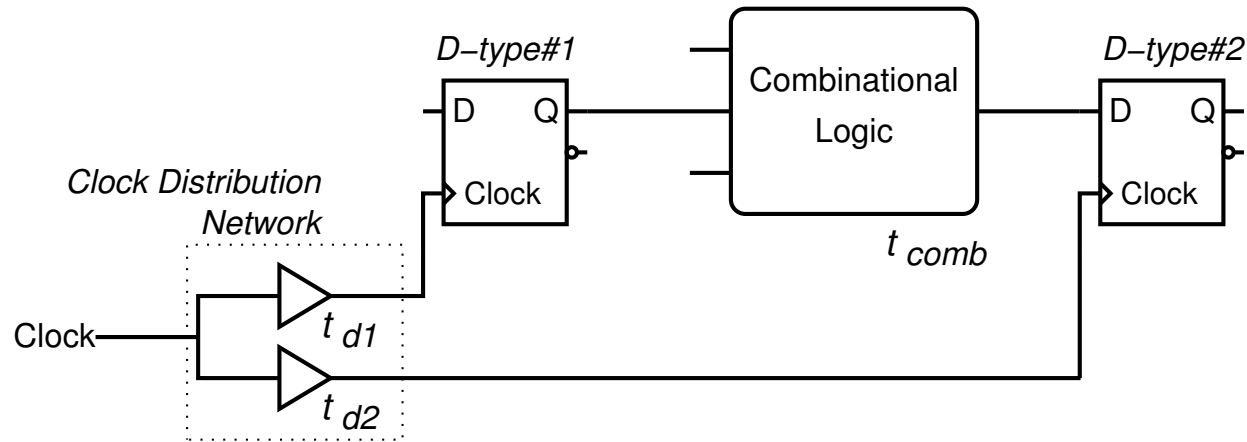 D-type#1
D-type#2
Combinational
Logic
D
Q
Clock
D
Q
Clock
Clock Distribution
Network
t comb
Clock
t d1
t d2